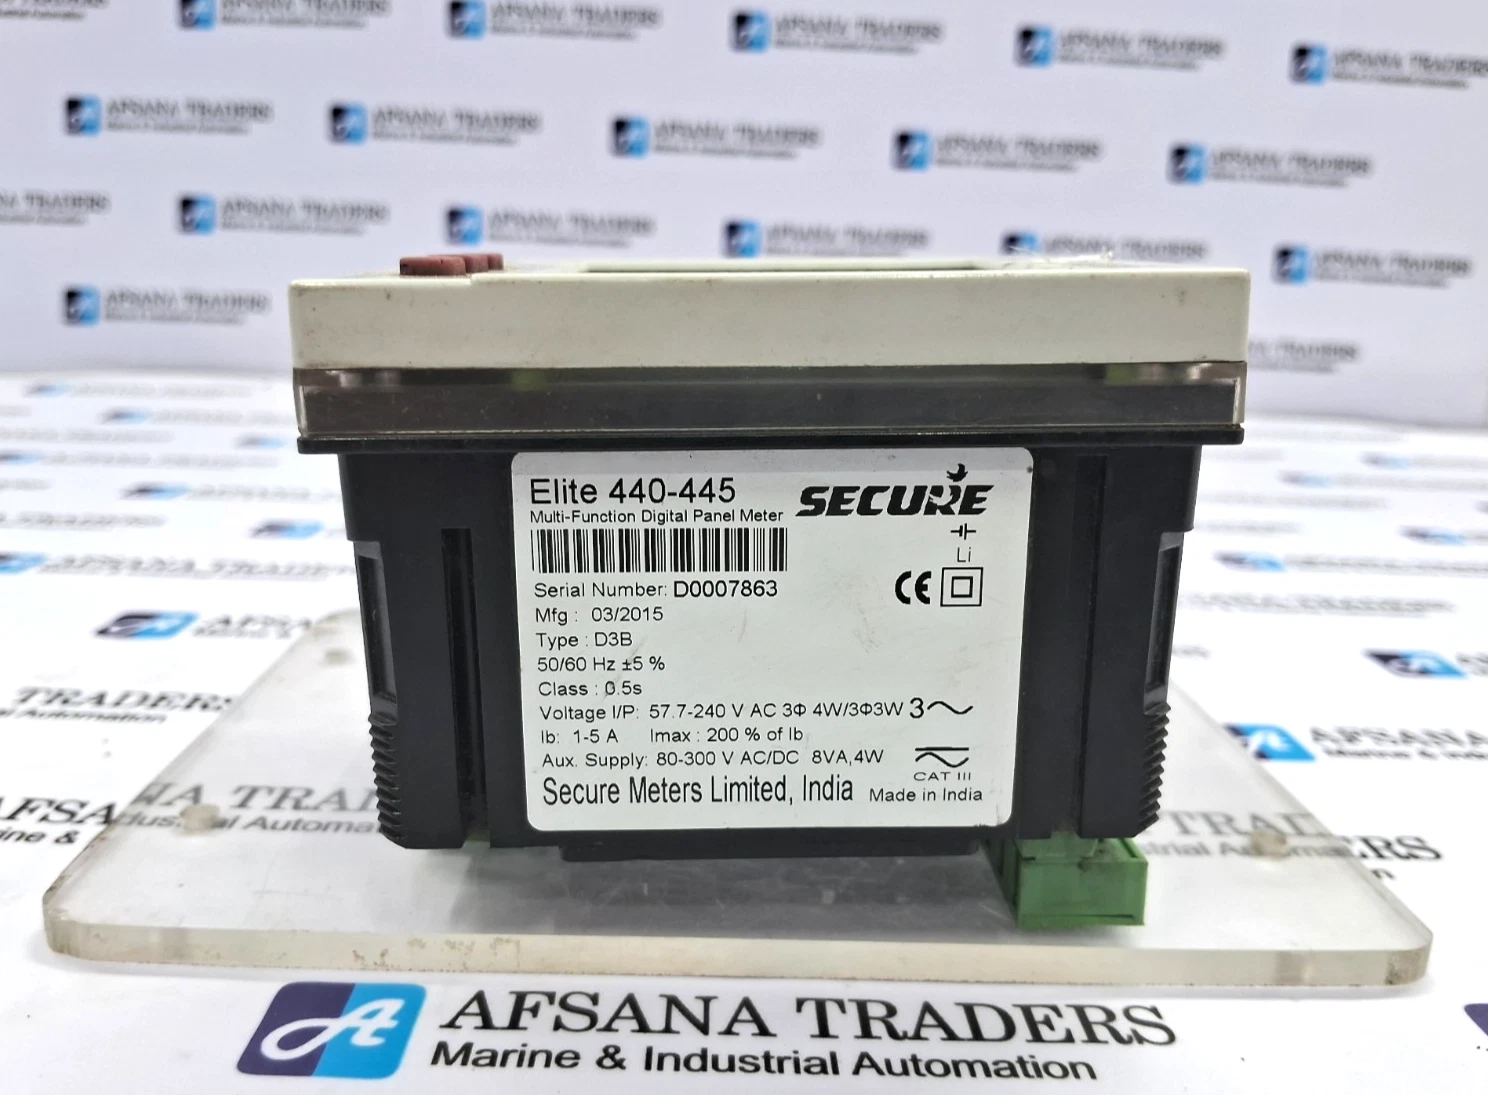 AFSANA TRADERS
Elite 440-445
SECURE
Multi-Function Digital Panel Meter
Li
Serial Number: D0007863
CE
Mfg : 03/2015
Type : D3B
50/60 Hz ±5 %
Class : 0.5s
Voltage I/P: 57.7-240 V AC 3Φ 4W/3Φ3W 3
Ib: 1-5 A Imax : 200 % of Ib
Aux. Supply: 80-300 V AC/DC 8VA,4W
CAT III
Secure Meters Limited, India Made in India
AFSANA TRADERS
Marine & Industrial Automation